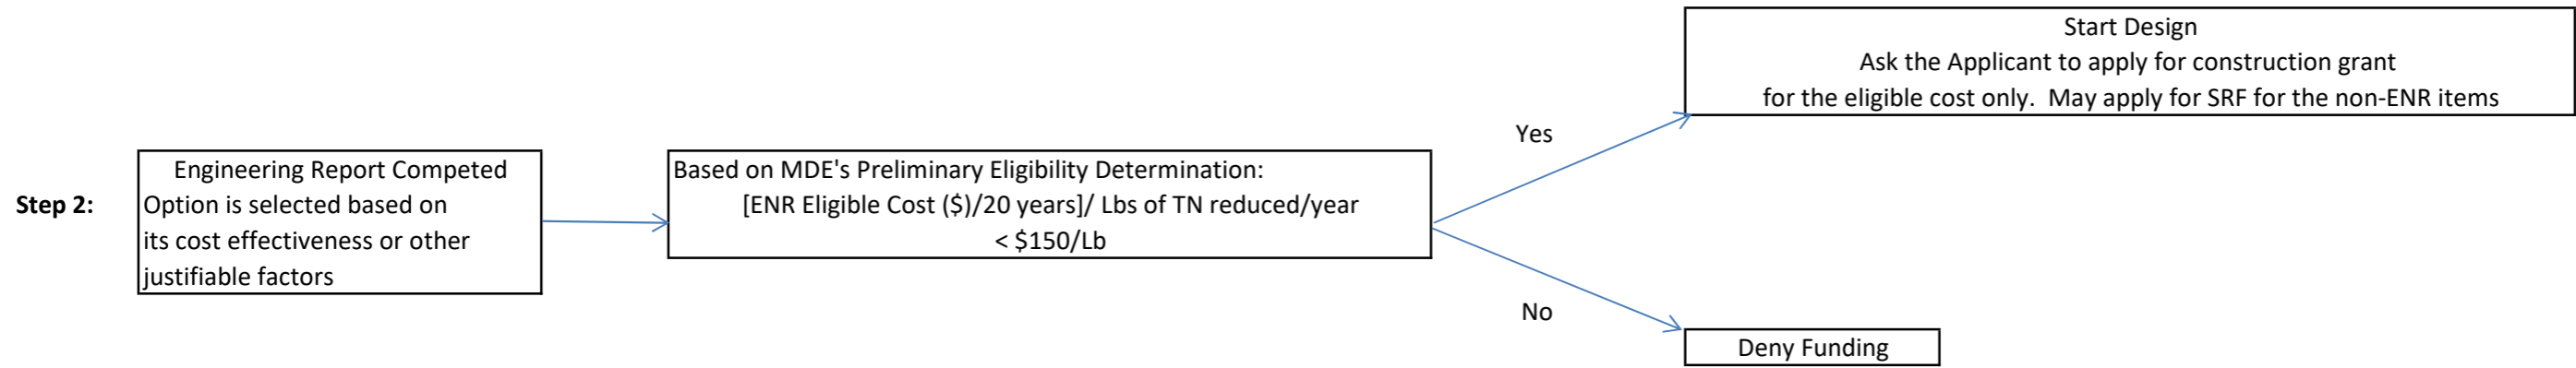 Step 2:
Engineering Report Competed
Option is selected based on
its cost effectiveness or other
justifiable factors
Based on MDE's Preliminary Eligibility Determination:
[ENR Eligible Cost ($)/20 years]/ Lbs of TN reduced/year
< $150/Lb
Yes
Start Design
Ask the Applicant to apply for construction grant
for the eligible cost only.  May apply for SRF for the non-ENR items
No
Deny Funding